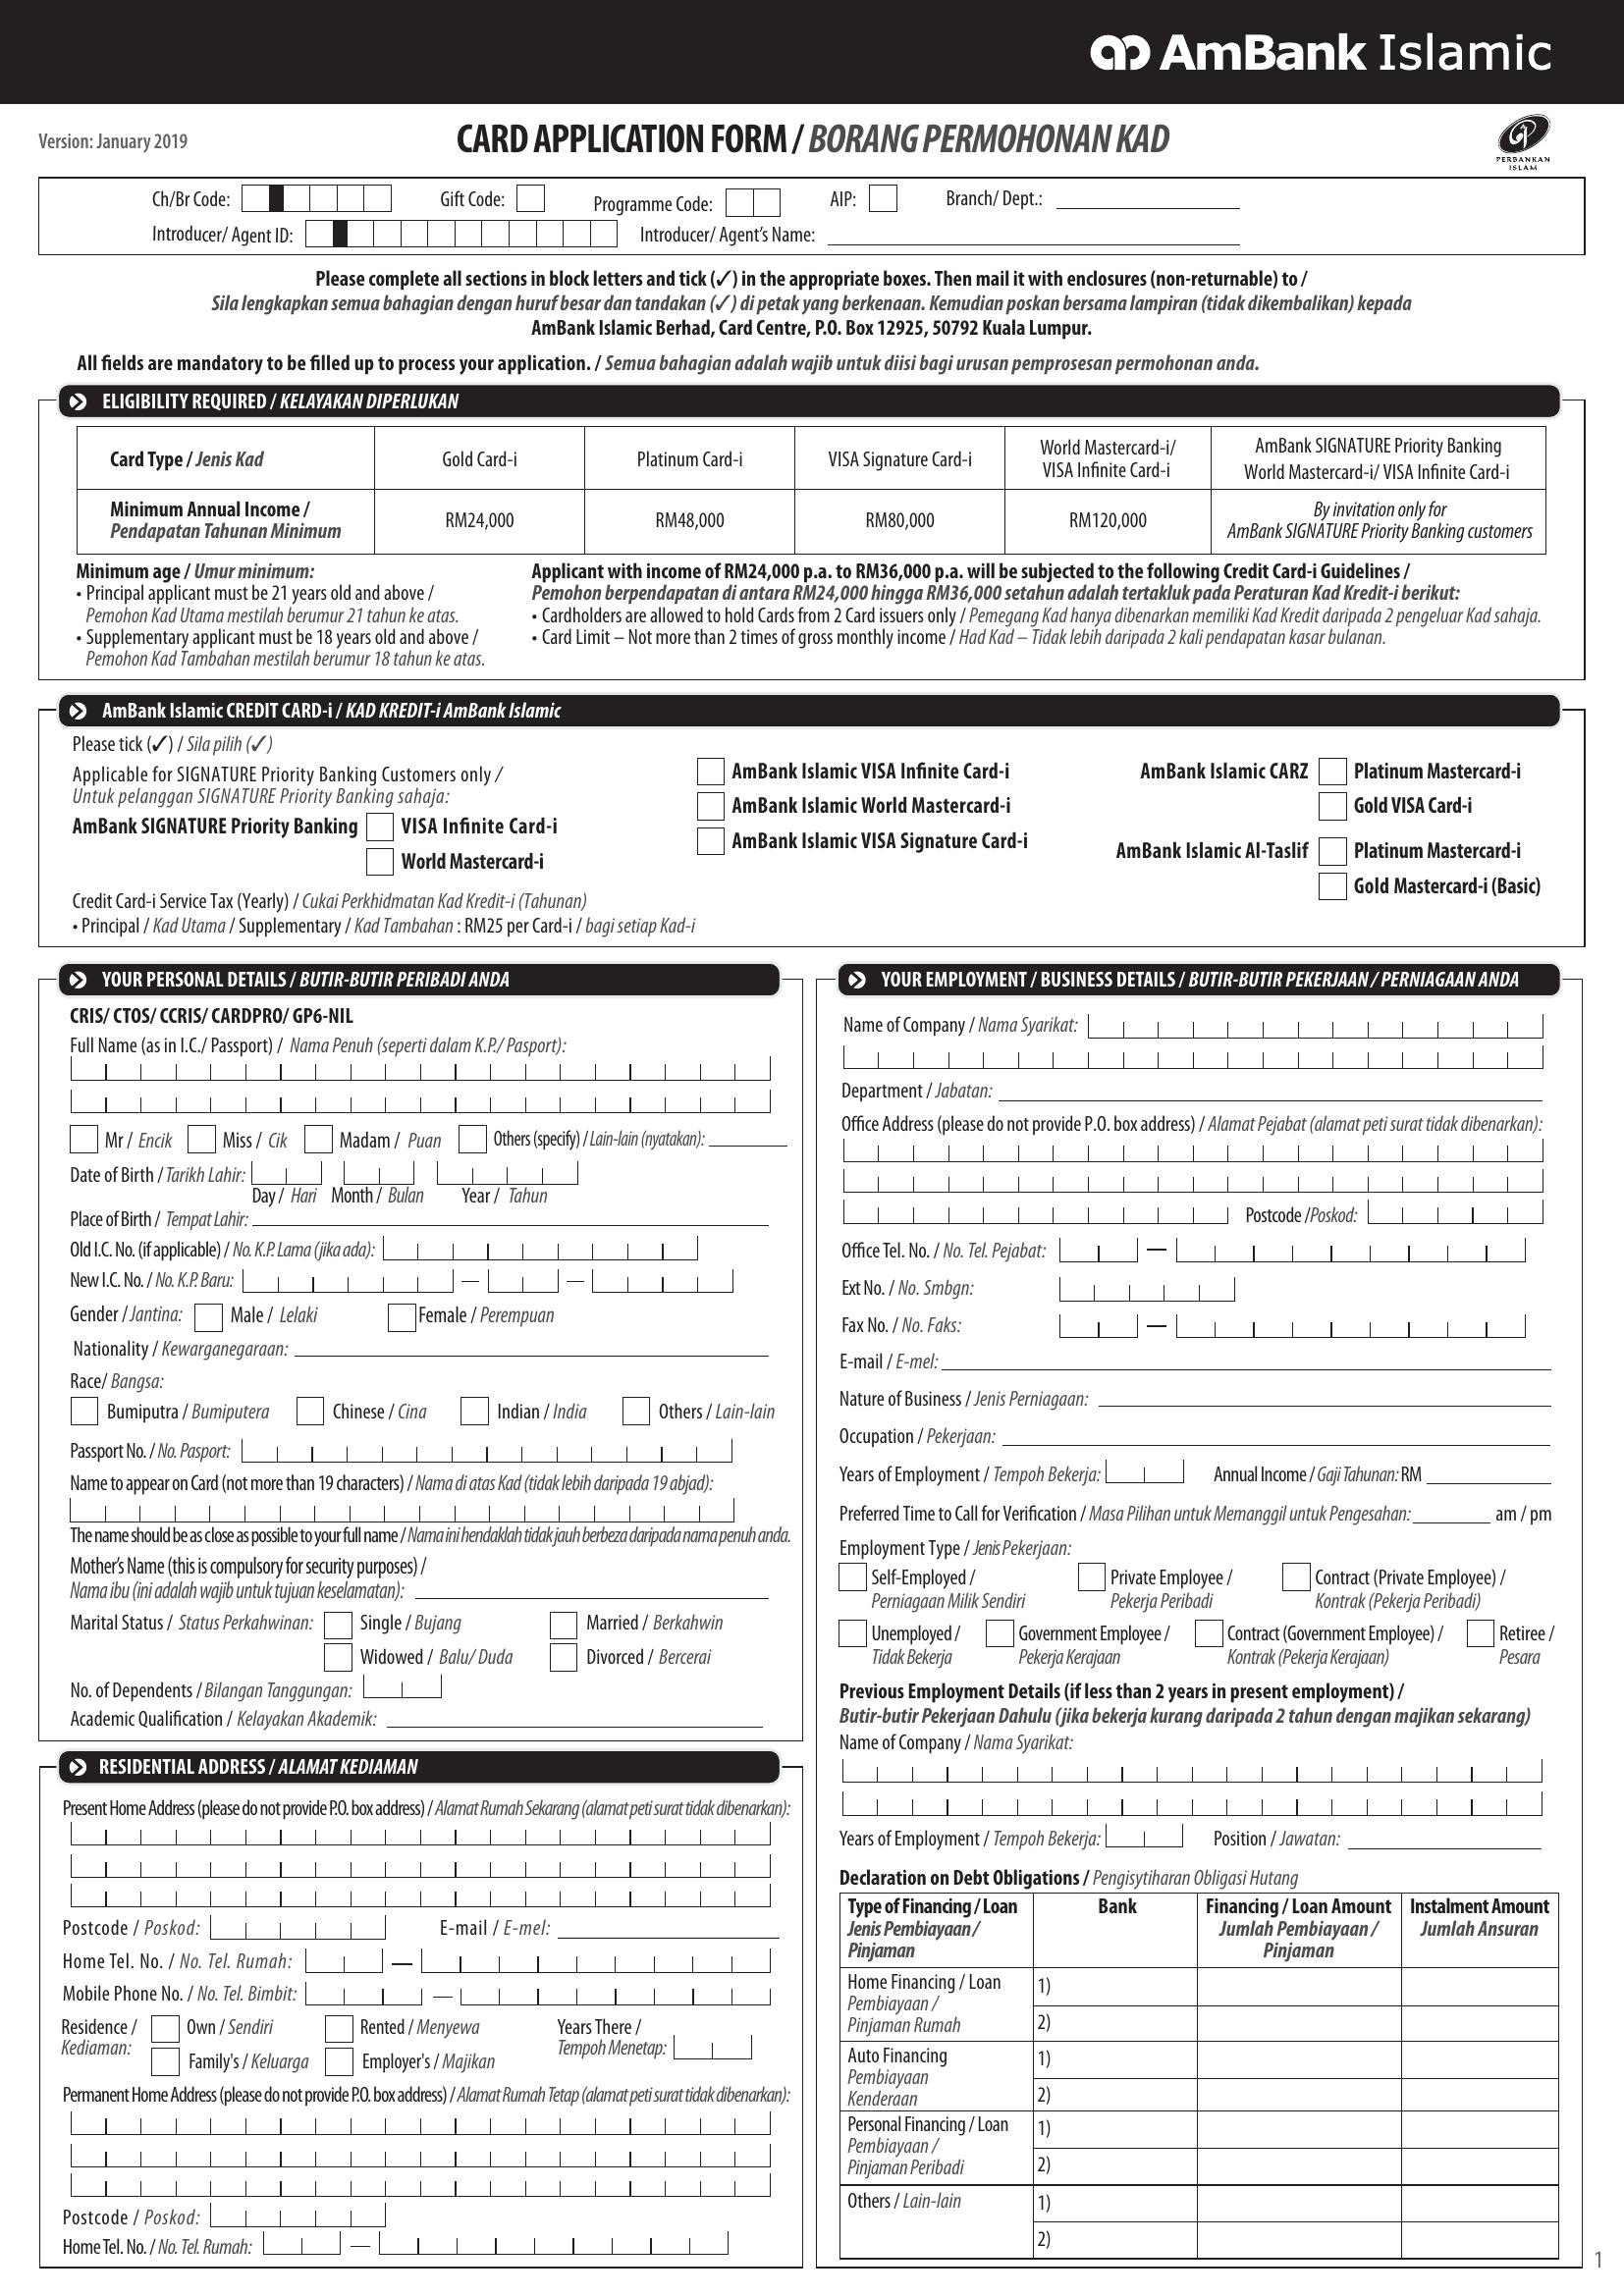 AmBank Islamic
Version: January 2019
CARD APPLICATION FORM / BORANG PERMOHONAN KAD
PERBANKAN
ISLAM
Ch/Br Code: Gift Code: Programme Code: AIP: Branch/ Dept.:
Introducer/ Agent ID: Introducer/ Agent's Name:
Please complete all sections in block letters and tick (✓) in the appropriate boxes. Then mail it with enclosures (non-returnable) to /
Sila lengkapkan semua bahagian dengan huruf besar dan tandakan (✓) di petak yang berkenaan. Kemudian poskan bersama lampiran (tidak dikembalikan) kepada
AmBank Islamic Berhad, Card Centre, P.O. Box 12925, 50792 Kuala Lumpur.
All fields are mandatory to be filled up to process your application. / Semua bahagian adalah wajib untuk diisi bagi urusan pemprosesan permohonan anda.
ELIGIBILITY REQUIRED / KELAYAKAN DIPERLUKAN
Card Type / Jenis Kad
Gold Card-i
Platinum Card-i
VISA Signature Card-i
World Mastercard-i/
VISA Infinite Card-i
AmBank SIGNATURE Priority Banking
World Mastercard-i/ VISA Infinite Card-i
Minimum Annual Income /
Pendapatan Tahunan Minimum
RM24,000
RM48,000
RM80,000
RM120,000
By invitation only for
AmBank SIGNATURE Priority Banking customers
Minimum age / Umur minimum:
• Principal applicant must be 21 years old and above /
Pemohon Kad Utama mestilah berumur 21 tahun ke atas.
• Supplementary applicant must be 18 years old and above /
Pemohon Kad Tambahan mestilah berumur 18 tahun ke atas.
Applicant with income of RM24,000 p.a. to RM36,000 p.a. will be subjected to the following Credit Card-i Guidelines /
Pemohon berpendapatan di antara RM24,000 hingga RM36,000 setahun adalah tertakluk pada Peraturan Kad Kredit-i berikut:
• Cardholders are allowed to hold Cards from 2 Card issuers only / Pemegang Kad hanya dibenarkan memiliki Kad Kredit daripada 2 pengeluar Kad sahaja.
• Card Limit – Not more than 2 times of gross monthly income / Had Kad – Tidak lebih daripada 2 kali pendapatan kasar bulanan.
AmBank Islamic CREDIT CARD-i / KAD KREDIT-i AmBank Islamic
Please tick (✓) / Sila pilih (✓)
Applicable for SIGNATURE Priority Banking Customers only /
Untuk pelanggan SIGNATURE Priority Banking sahaja:
AmBank SIGNATURE Priority Banking VISA Infinite Card-i
World Mastercard-i
AmBank Islamic VISA Infinite Card-i
AmBank Islamic World Mastercard-i
AmBank Islamic VISA Signature Card-i
AmBank Islamic CARZ Platinum Mastercard-i
Gold VISA Card-i
AmBank Islamic Al-Taslif Platinum Mastercard-i
Gold Mastercard-i (Basic)
Credit Card-i Service Tax (Yearly) / Cukai Perkhidmatan Kad Kredit-i (Tahunan)
• Principal / Kad Utama / Supplementary / Kad Tambahan : RM25 per Card-i / bagi setiap Kad-i
YOUR PERSONAL DETAILS / BUTIR-BUTIR PERIBADI ANDA
CRIS/ CTOS/ CCRIS/ CARDPRO/ GP6-NIL
Full Name (as in I.C./ Passport) / Nama Penuh (seperti dalam K.P./ Pasport):
Mr / Encik Miss / Cik Madam / Puan Others (specify) / Lain-lain (nyatakan):
Date of Birth / Tarikh Lahir:
Day / Hari Month / Bulan Year / Tahun
Place of Birth / Tempat Lahir:
Old I.C. No. (if applicable) / No. K.P. Lama (jika ada):
New I.C. No. / No. K.P. Baru:
Gender / Jantina: Male / Lelaki Female / Perempuan
Nationality / Kewarganegaraan:
Race/ Bangsa:
Bumiputra / Bumiputera Chinese / Cina Indian / India Others / Lain-lain
Passport No. / No. Pasport:
Name to appear on Card (not more than 19 characters) / Nama di atas Kad (tidak lebih daripada 19 abjad):
The name should be as close as possible to your full name / Nama ini hendaklah tidak jauh berbeza daripada nama penuh anda.
Mother's Name (this is compulsory for security purposes) /
Nama ibu (ini adalah wajib untuk tujuan keselamatan):
Marital Status / Status Perkahwinan: Single / Bujang Married / Berkahwin
Widowed / Balu/ Duda Divorced / Bercerai
No. of Dependents / Bilangan Tanggungan:
Academic Qualification / Kelayakan Akademik:
RESIDENTIAL ADDRESS / ALAMAT KEDIAMAN
Present Home Address (please do not provide P.O. box address) / Alamat Rumah Sekarang (alamat peti surat tidak dibenarkan):
Postcode / Poskod: E-mail / E-mel:
Home Tel. No. / No. Tel. Rumah:
Mobile Phone No. / No. Tel. Bimbit:
Residence / Own / Sendiri Rented / Menyewa Years There /
Kediaman: Family's / Keluarga Employer's / Majikan Tempoh Menetap:
Permanent Home Address (please do not provide P.O. box address) / Alamat Rumah Tetap (alamat peti surat tidak dibenarkan):
Postcode / Poskod:
Home Tel. No. / No. Tel. Rumah:
YOUR EMPLOYMENT / BUSINESS DETAILS / BUTIR-BUTIR PEKERJAAN / PERNIAGAAN ANDA
Name of Company / Nama Syarikat:
Department / Jabatan:
Office Address (please do not provide P.O. box address) / Alamat Pejabat (alamat peti surat tidak dibenarkan):
Postcode /Poskod:
Office Tel. No. / No. Tel. Pejabat:
Ext No. / No. Smbgn:
Fax No. / No. Faks:
E-mail / E-mel:
Nature of Business / Jenis Perniagaan:
Occupation / Pekerjaan:
Years of Employment / Tempoh Bekerja: Annual Income / Gaji Tahunan: RM
Preferred Time to Call for Verification / Masa Pilihan untuk Memanggil untuk Pengesahan: am / pm
Employment Type / Jenis Pekerjaan:
Self-Employed / Private Employee / Contract (Private Employee) /
Perniagaan Milik Sendiri Pekerja Peribadi Kontrak (Pekerja Peribadi)
Unemployed / Government Employee / Contract (Government Employee) / Retiree /
Tidak Bekerja Pekerja Kerajaan Kontrak (Pekerja Kerajaan) Pesara
Previous Employment Details (if less than 2 years in present employment) /
Butir-butir Pekerjaan Dahulu (jika bekerja kurang daripada 2 tahun dengan majikan sekarang)
Name of Company / Nama Syarikat:
Years of Employment / Tempoh Bekerja: Position / Jawatan:
Declaration on Debt Obligations / Pengisytiharan Obligasi Hutang
Type of Financing / Loan Bank Financing / Loan Amount Instalment Amount
Jenis Pembiayaan / Jumlah Pembiayaan / Jumlah Ansuran
Pinjaman Pinjaman
Home Financing / Loan 1)
Pembiayaan /
Pinjaman Rumah 2)
Auto Financing 1)
Pembiayaan
Kenderaan 2)
Personal Financing / Loan 1)
Pembiayaan /
Pinjaman Peribadi 2)
Others / Lain-lain 1)
2)
1